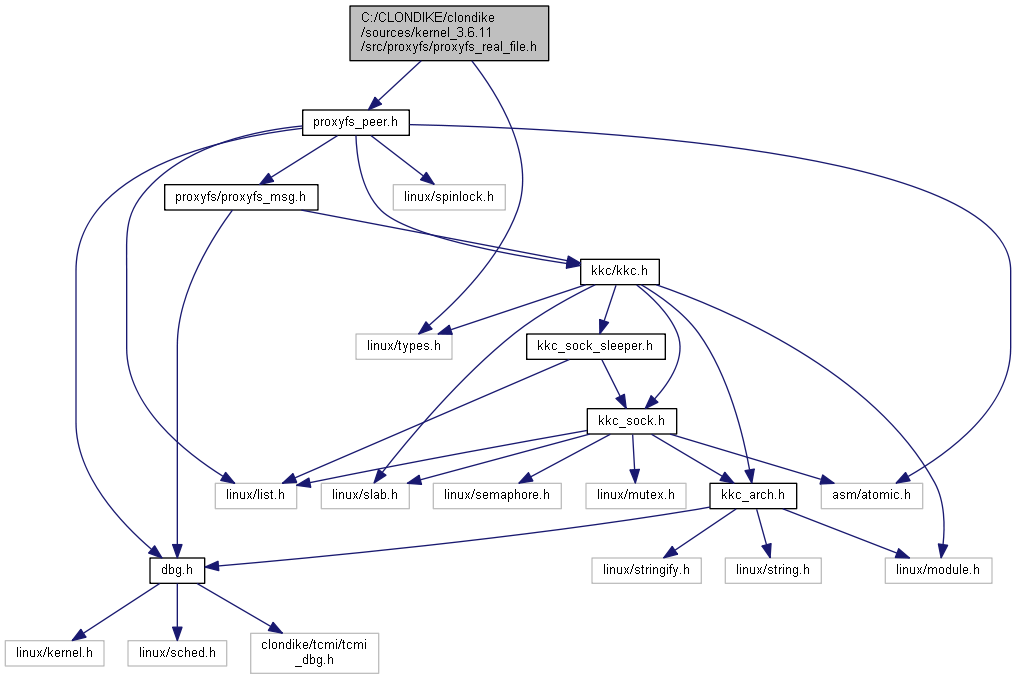 C:/CLONDIKE/clondike
/sources/kernel_3.6.11
/src/proxyfs/proxyfs_real_file.h
proxyfs_peer.h
proxyfs/proxyfs_msg.h
linux/spinlock.h
kkc/kkc.h
linux/types.h
kkc_sock_sleeper.h
kkc_sock.h
linux/list.h
linux/slab.h
linux/semaphore.h
linux/mutex.h
kkc_arch.h
asm/atomic.h
dbg.h
linux/stringify.h
linux/string.h
linux/module.h
linux/kernel.h
linux/sched.h
clondike/tcmi/tcmi
_dbg.h